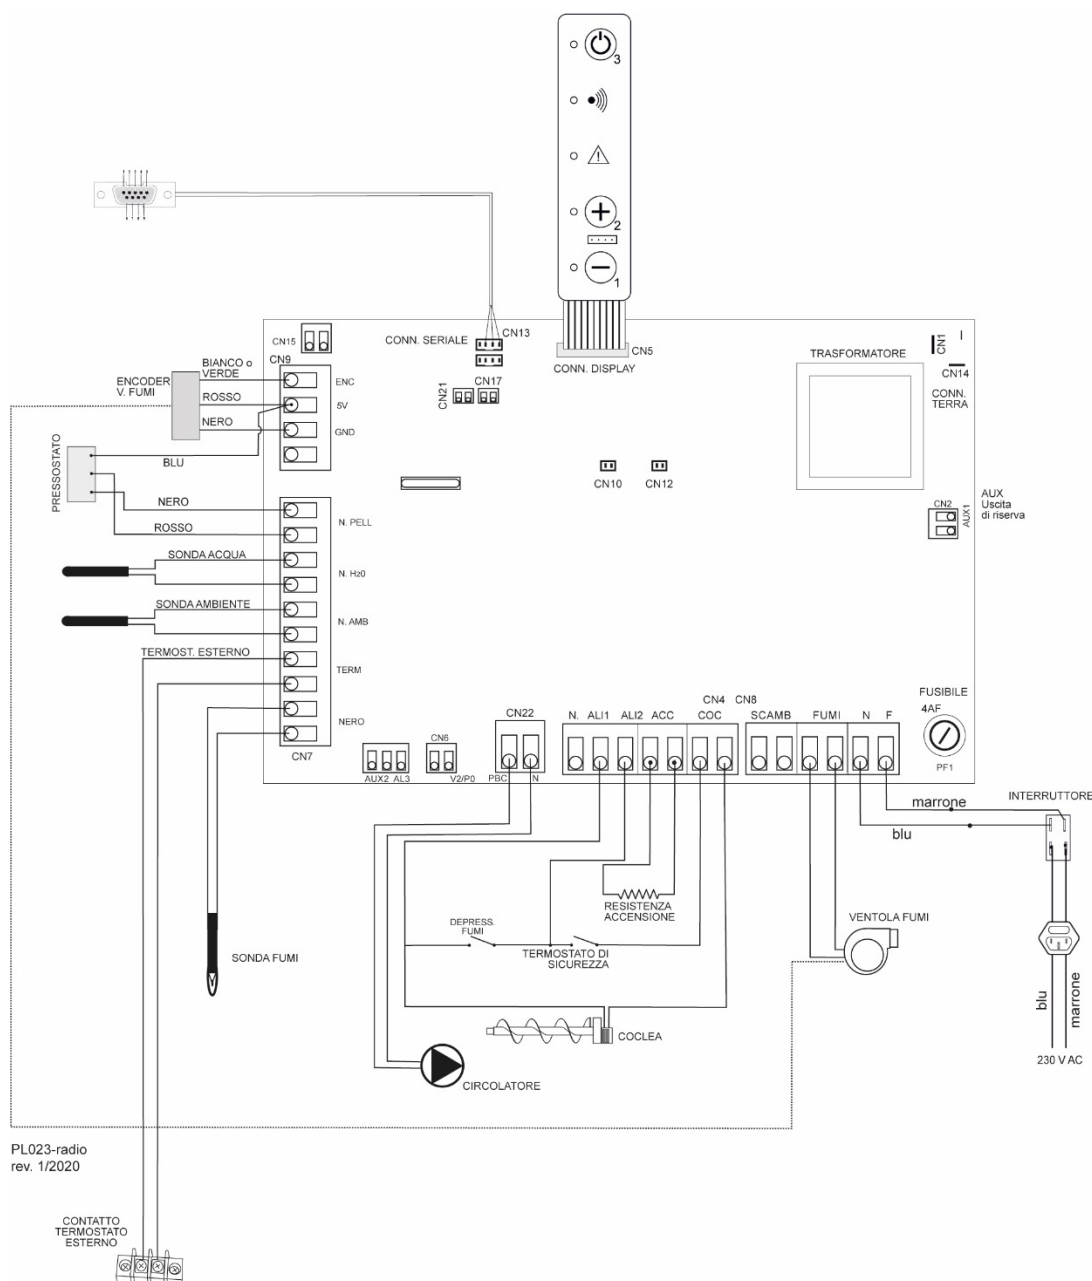 3
2
1
CN13
CONN. SERIALE
CN5
CONN. DISPLAY
CN15
CN9
CN21
CN17
TRASFORMATORE
CN1
CN14
CONN.
TERRA
ENCODER
V. FUMI
BIANCO o
VERDE
ROSSO
NERO
ENC
5V
GND
BLU
PRESSOSTATO
NERO
ROSSO
N. PELL
CN10
CN12
CN2
AUX1
AUX
Uscita
di riserva
SONDA ACQUA
N. H20
SONDA AMBIENTE
N. AMB
TERMOST. ESTERNO
TERM
NERO
CN7
CN6
AUX2 AL3
V2/P0
CN22
PBC
N
CN4 CN8
N. ALI1 ALI2 ACC COC
SCAMB FUMI N F
FUSIBILE
4AF
PF1
marrone
blu
INTERRUTTORE
RESISTENZA
ACCENSIONE
DEPRESS.
FUMI
TERMOSTATO DI
SICUREZZA
VENTOLA FUMI
SONDA FUMI
COCLEA
CIRCOLATORE
blu
marrone
230 V AC
PL023-radio
rev. 1/2020
CONTATTO
TERMOSTATO
ESTERNO